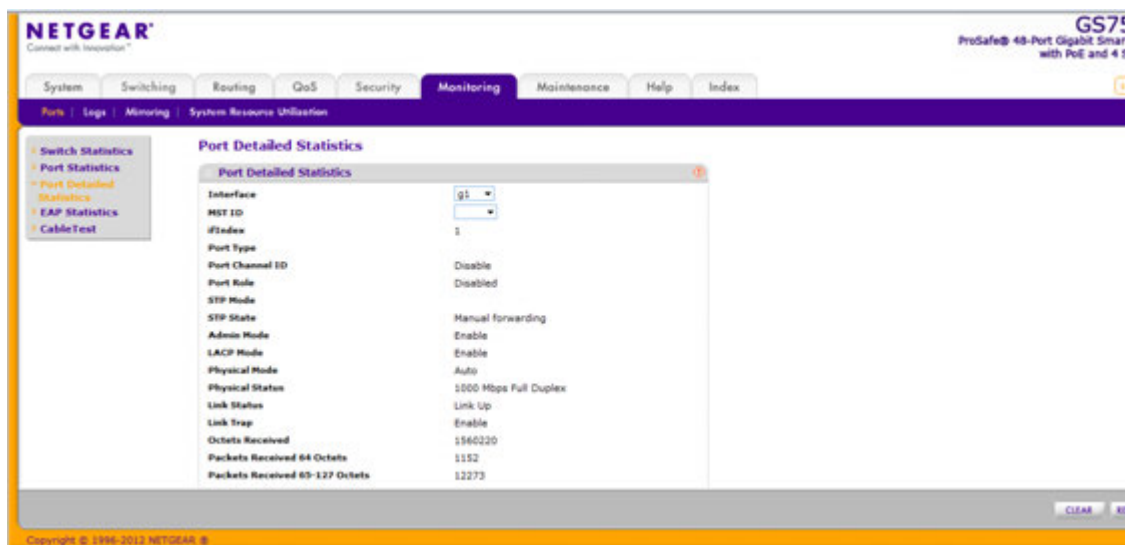 NETGEAR®
Connect with Innovation™
GS75
ProSafe® 48-Port Gigabit Smar
with PoE and 4 S
System Switching Routing QoS Security Monitoring Maintenance Help Index
Ports | Logs | Mirroring | System Resource Utilization
Switch Statistics
Port Statistics
Port Detailed
Statistics
EAP Statistics
CableTest
Port Detailed Statistics
Port Detailed Statistics
Interface g1
MST ID
ifIndex 1
Port Type
Port Channel ID Disable
Port Role Disabled
STP Mode
STP State Manual forwarding
Admin Mode Enable
LACP Mode Enable
Physical Mode Auto
Physical Status 1000 Mbps Full Duplex
Link Status Link Up
Link Trap Enable
Octets Received 1560220
Packets Received 64 Octets 1152
Packets Received 65-127 Octets 12273
CLEAR
Copyright © 1996-2012 NETGEAR ®